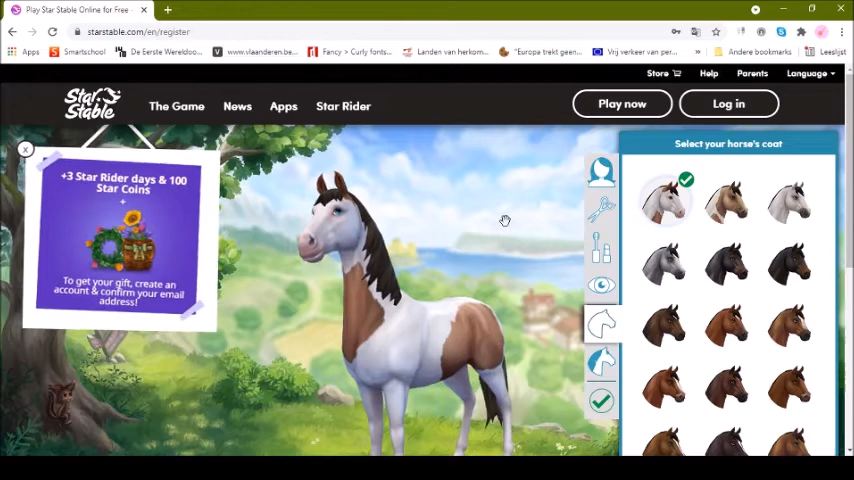 Play Star Stable Online for Free -
starstable.com/en/register
Apps
Smartschool
De Eerste Wereldoo...
www.vlaanderen.be...
Fancy > Curly fonts...
Landen van herkom...
"Europa trekt geen...
Vrij verkeer van per...
»
Andere bookmarks
Leeslijst
Store
Help
Parents
Language
Star Stable
The Game
News
Apps
Star Rider
Play now
Log in
x
+3 Star Rider days & 100
Star Coins
+
To get your gift, create an
account & confirm your email
address!
Select your horse's coat